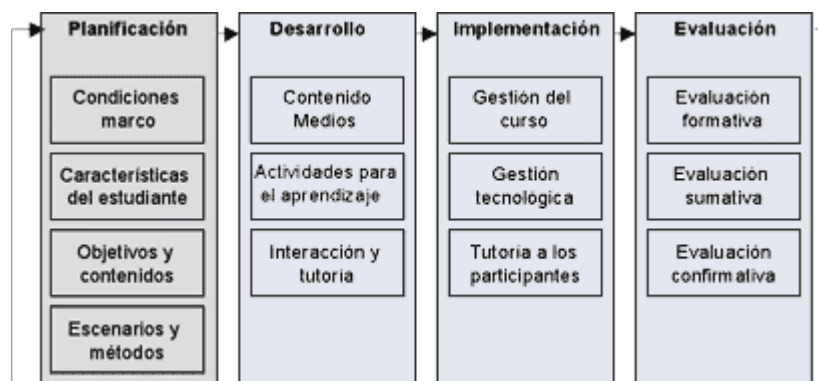 Planificación
Condiciones
marco
Características
del estudiante
Objetivos y
contenidos
Escenarios y
métodos
Desarrollo
Contenido
Medios
Actividades para
el aprendizaje
Interacción y
tutoría
Implementación
Gestión del
curso
Gestión
tecnológica
Tutoría a los
participantes
Evaluación
Evaluación
formativa
Evaluación
sumativa
Evaluación
confirmativa